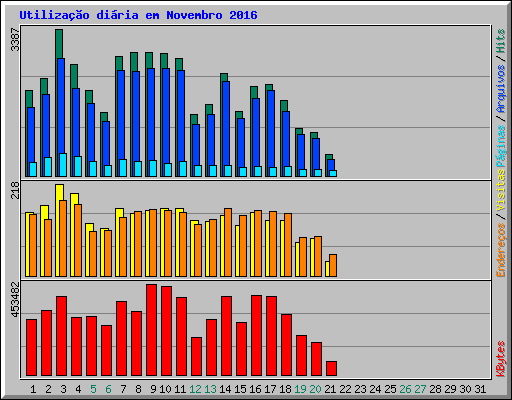 Utilização diária em Novembro 2016
3387
218
453482
Endereços / Visitas Páginas / Arquivos / Hits
KBytes
1 2 3 4 5 6 7 8 9 10 11 12 13 14 15 16 17 18 19 20 21 22 23 24 25 26 27 28 29 30 31